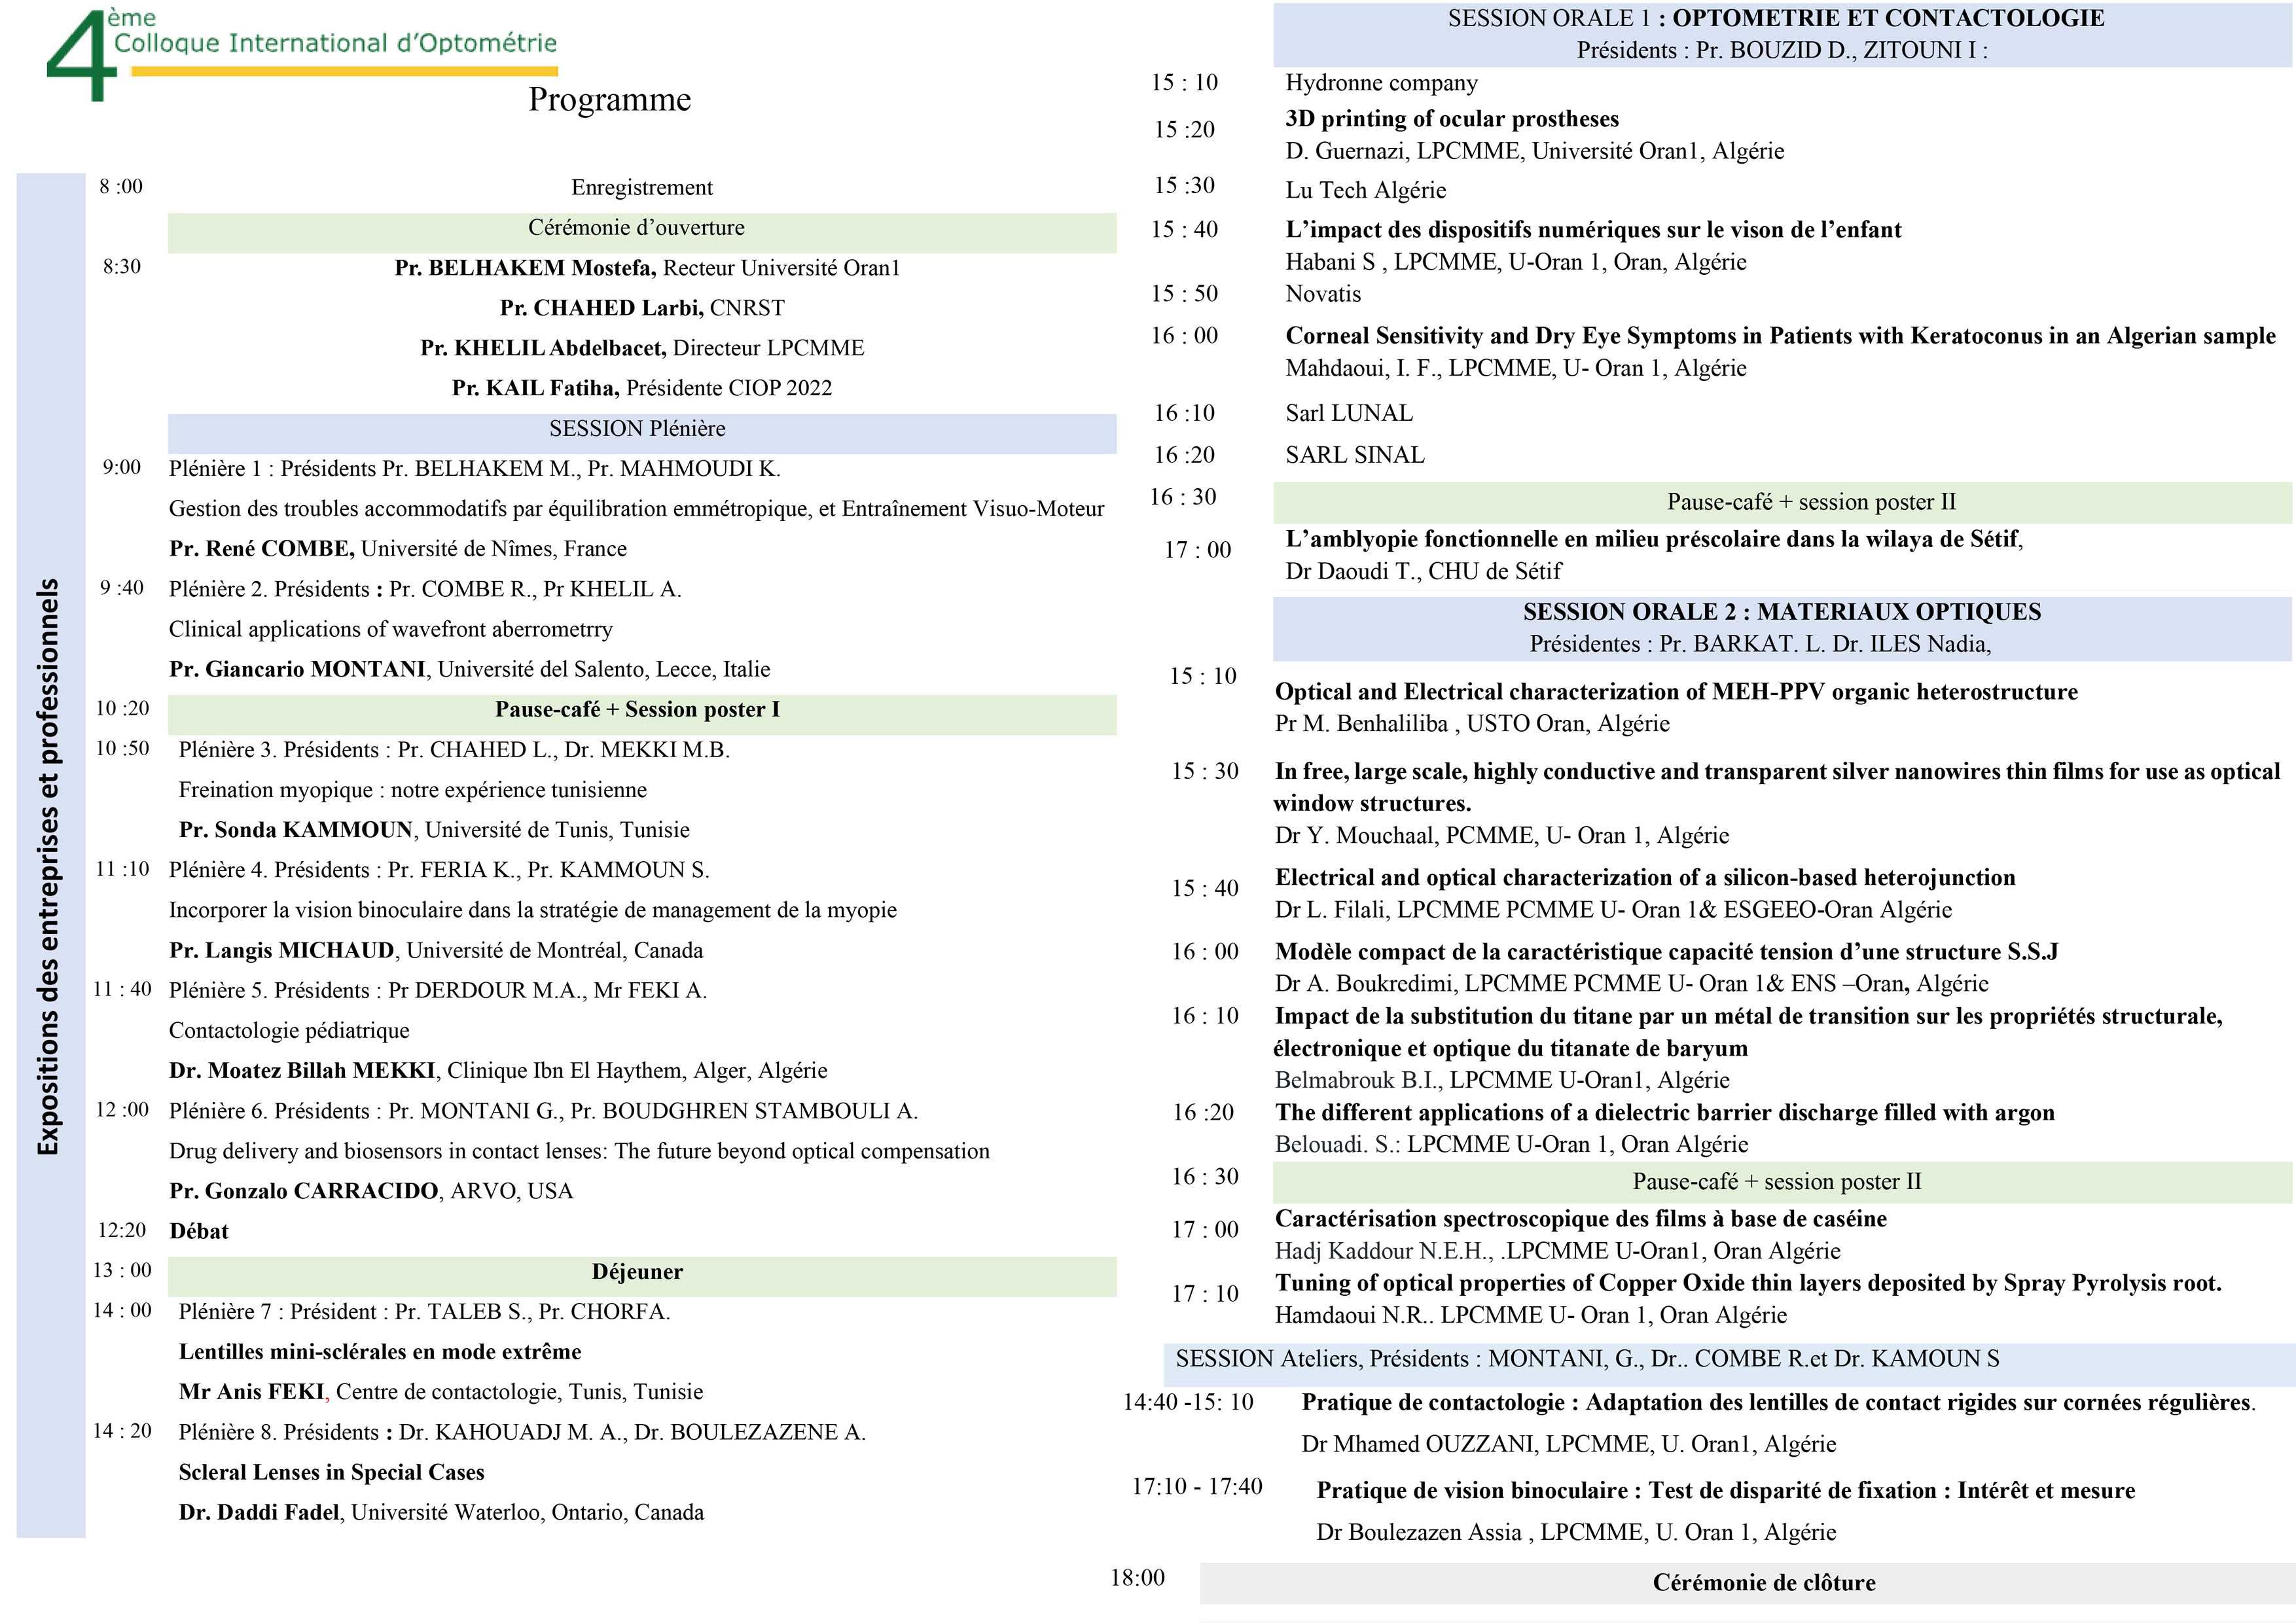 4ème
Colloque International d'Optométrie
Programme
Expositions des entreprises et professionnels
8 :00 Enregistrement
Cérémonie d'ouverture
8:30 Pr. BELHAKEM Mostefa, Recteur Université Oran1
Pr. CHAHED Larbi, CNRST
Pr. KHELIL Abdelbacet, Directeur LPCMME
Pr. KAIL Fatiha, Présidente CIOP 2022
SESSION Plénière
9:00 Plénière 1 : Présidents Pr. BELHAKEM M., Pr. MAHMOUDI K.
Gestion des troubles accommodatifs par équilibration emmétropique, et Entraînement Visuo-Moteur
Pr. René COMBE, Université de Nîmes, France
9 :40 Plénière 2. Présidents : Pr. COMBE R., Pr KHELIL A.
Clinical applications of wavefront aberrometrry
Pr. Giancario MONTANI, Université del Salento, Lecce, Italie
10 :20 Pause-café + Session poster I
10 :50 Plénière 3. Présidents : Pr. CHAHED L., Dr. MEKKI M.B.
Freination myopique : notre expérience tunisienne
Pr. Sonda KAMMOUN, Université de Tunis, Tunisie
11 :10 Plénière 4. Présidents : Pr. FERIA K., Pr. KAMMOUN S.
Incorporer la vision binoculaire dans la stratégie de management de la myopie
Pr. Langis MICHAUD, Université de Montréal, Canada
11 : 40 Plénière 5. Présidents : Pr DERDOUR M.A., Mr FEKI A.
Contactologie pédiatrique
Dr. Moatez Billah MEKKI, Clinique Ibn El Haythem, Alger, Algérie
12 :00 Plénière 6. Présidents : Pr. MONTANI G., Pr. BOUDGHREN STAMBOULI A.
Drug delivery and biosensors in contact lenses: The future beyond optical compensation
Pr. Gonzalo CARRACIDO, ARVO, USA
12:20 Débat
13 : 00 Déjeuner
14 : 00 Plénière 7 : Président : Pr. TALEB S., Pr. CHORFA.
Lentilles mini-sclérales en mode extrême
Mr Anis FEKI, Centre de contactologie, Tunis, Tunisie
14 : 20 Plénière 8. Présidents : Dr. KAHOUADJ M. A., Dr. BOULEZAZENE A.
Scleral Lenses in Special Cases
Dr. Daddi Fadel, Université Waterloo, Ontario, Canada
SESSION ORALE 1 : OPTOMETRIE ET CONTACTOLOGIE
Présidents : Pr. BOUZID D., ZITOUNI I :
15 : 10 Hydronne company
15 :20 3D printing of ocular prostheses
D. Guernazi, LPCMME, Université Oran1, Algérie
15 :30 Lu Tech Algérie
15 : 40 L'impact des dispositifs numériques sur le vison de l'enfant
Habani S , LPCMME, U-Oran 1, Oran, Algérie
15 : 50 Novatis
16 : 00 Corneal Sensitivity and Dry Eye Symptoms in Patients with Keratoconus in an Algerian sample
Mahdaoui, I. F., LPCMME, U- Oran 1, Algérie
16 :10 Sarl LUNAL
16 :20 SARL SINAL
16 : 30 Pause-café + session poster II
17 : 00 L'amblyopie fonctionnelle en milieu préscolaire dans la wilaya de Sétif,
Dr Daoudi T., CHU de Sétif
SESSION ORALE 2 : MATERIAUX OPTIQUES
Présidentes : Pr. BARKAT. L. Dr. ILES Nadia,
15 : 10 Optical and Electrical characterization of MEH-PPV organic heterostructure
Pr M. Benhaliliba , USTO Oran, Algérie
15 : 30 In free, large scale, highly conductive and transparent silver nanowires thin films for use as optical
window structures.
Dr Y. Mouchaal, PCMME, U- Oran 1, Algérie
15 : 40 Electrical and optical characterization of a silicon-based heterojunction
Dr L. Filali, LPCMME PCMME U- Oran 1& ESGEEO-Oran Algérie
16 : 00 Modèle compact de la caractéristique capacité tension d'une structure S.S.J
Dr A. Boukredimi, LPCMME PCMME U- Oran 1& ENS –Oran, Algérie
16 : 10 Impact de la substitution du titane par un métal de transition sur les propriétés structurale,
électronique et optique du titanate de baryum
Belmabrouk B.I., LPCMME U-Oran1, Algérie
16 :20 The different applications of a dielectric barrier discharge filled with argon
Belouadi. S.: LPCMME U-Oran 1, Oran Algérie
16 : 30 Pause-café + session poster II
17 : 00 Caractérisation spectroscopique des films à base de caséine
Hadj Kaddour N.E.H., .LPCMME U-Oran1, Oran Algérie
17 : 10 Tuning of optical properties of Copper Oxide thin layers deposited by Spray Pyrolysis root.
Hamdaoui N.R.. LPCMME U- Oran 1, Oran Algérie
SESSION Ateliers, Présidents : MONTANI, G., Dr.. COMBE R.et Dr. KAMOUN S
14:40 -15: 10 Pratique de contactologie : Adaptation des lentilles de contact rigides sur cornées régulières.
Dr Mhamed OUZZANI, LPCMME, U. Oran1, Algérie
17:10 - 17:40 Pratique de vision binoculaire : Test de disparité de fixation : Intérêt et mesure
Dr Boulezazen Assia , LPCMME, U. Oran 1, Algérie
18:00 Cérémonie de clôture